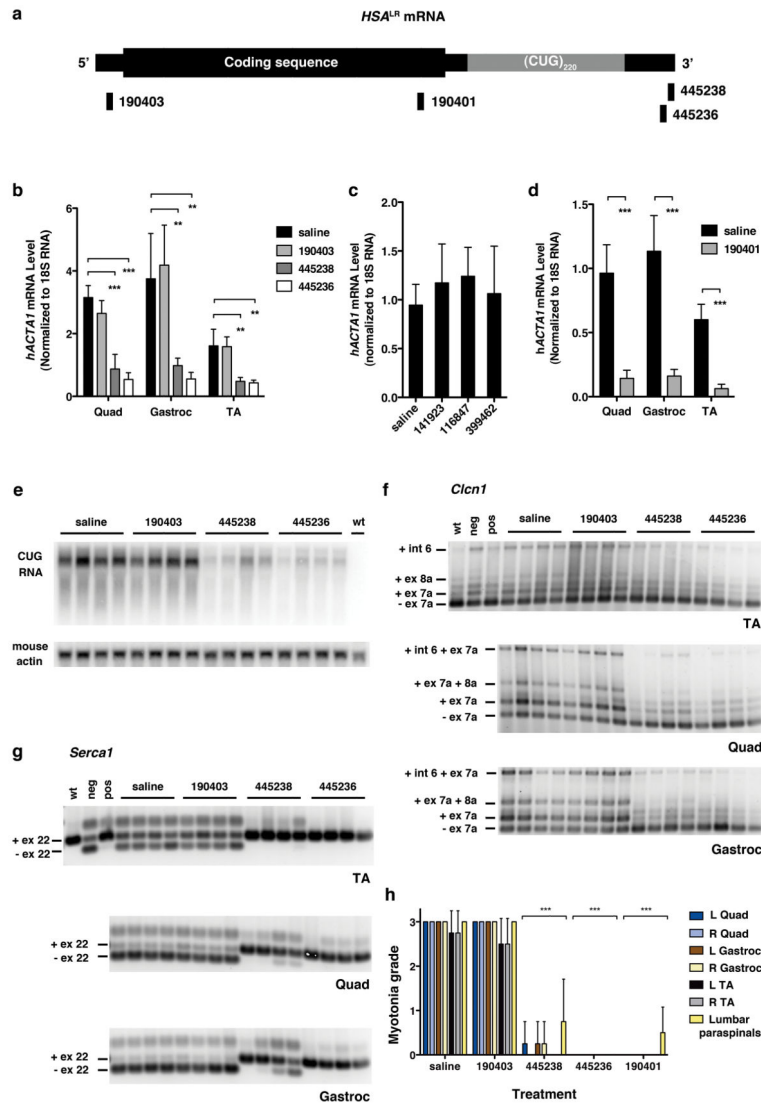 a
HSA^LR mRNA
5’ Coding sequence (CUG)220 3’
190403 190401 445238
445236
b
hACTA1 mRNA Level
(Normalized to 18S RNA)
6
4
2
0
*** *** ** ** ** **
Quad Gastroc TA
saline
190403
445238
445236
c
hACTA1 mRNA Level
(normalized to 18S RNA)
2.0
1.5
1.0
0.5
0.0
saline 141923 116847 399462
d
hACTA1 mRNA Level
(Normalized to 18S RNA)
1.5
1.0
0.5
0.0
*** *** ***
Quad Gastroc TA
saline
190401
e
saline 190403 445238 445236 wt
CUG
RNA
mouse
actin
f
Clcn1
wt neg pos saline 190403 445238 445236
+ int 6
+ ex 8a
+ ex 7a
- ex 7a
TA
+ int 6 + ex 7a
+ ex 7a + 8a
+ ex 7a
- ex 7a
Quad
+ int 6 + ex 7a
+ ex 7a + 8a
+ ex 7a
- ex 7a
Gastroc
g
Serca1
wt neg pos saline 190403 445238 445236
+ ex 22
- ex 22
TA
+ ex 22
- ex 22
Quad
+ ex 22
- ex 22
Gastroc
h
Myotonia grade
3
2
1
0
*** *** ***
saline 190403 445238 445236 190401
Treatment
L Quad
R Quad
L Gastroc
R Gastroc
L TA
R TA
Lumbar
paraspinals